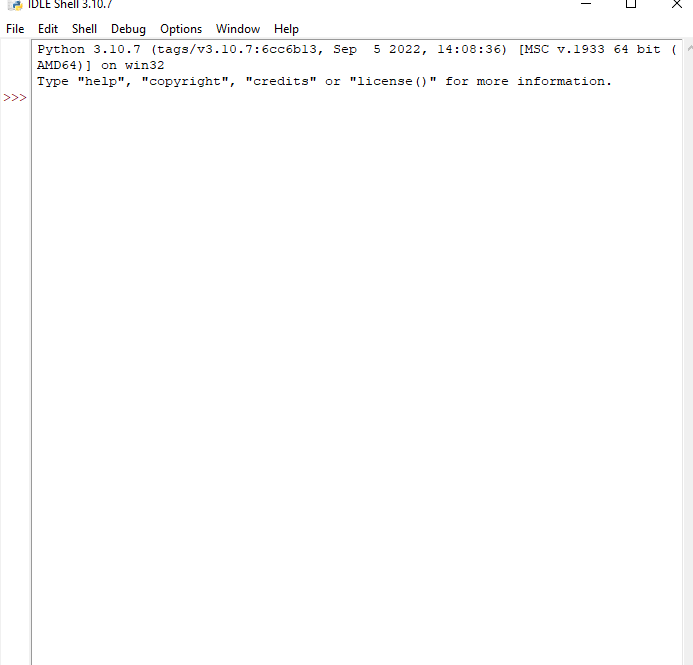 IDLE Shell 3.10.7
File Edit Shell Debug Options Window Help
Python 3.10.7 (tags/v3.10.7:6cc6b13, Sep  5 2022, 14:08:36) [MSC v.1933 64 bit (
AMD64)] on win32
Type "help", "copyright", "credits" or "license()" for more information.
>>>